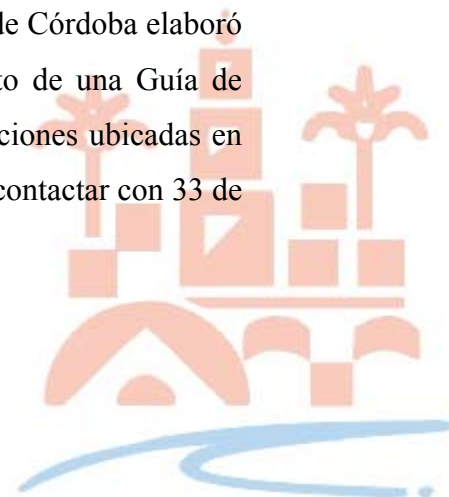 de Córdoba elaboró
to de una Guía de
ciones ubicadas en
contactar con 33 de